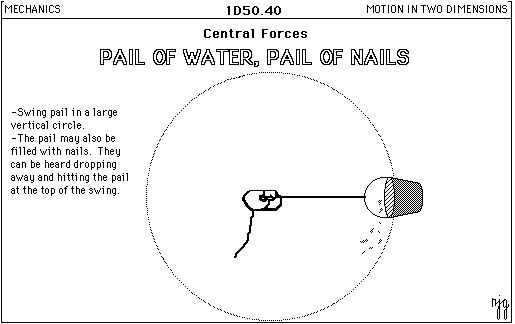 MECHANICS 1D50.40 MOTION IN TWO DIMENSIONS
Central Forces
PAIL OF WATER, PAIL OF NAILS
-Swing pail in a large
vertical circle.
-The pail may also be
filled with nails. They
can be heard dropping
away and hitting the pail
at the top of the swing.
njg